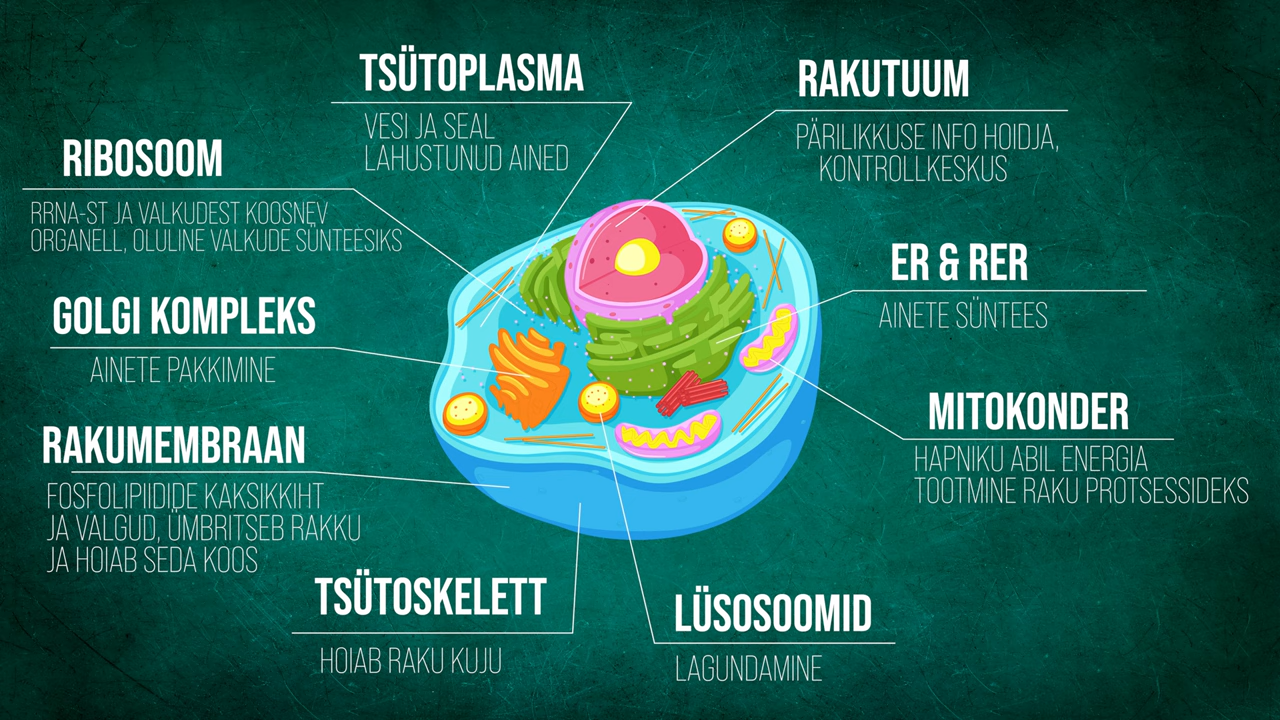 TSÜTOPLASMA
VESI JA SEAL
LAHUSTUNUD AINED
RAKUTUUM
PÄRILIKKUSE INFO HOIDJA,
KONTROLLKESKUS
RIBOSOOM
RRNA-ST JA VALKUDEST KOOSNEV
ORGANELL, OLULINE VALKUDE SÜNTEESIKS
ER & RER
AINETE SÜNTEES
GOLGI KOMPLEKS
AINETE PAKKIMINE
MITOKONDER
HAPNIKU ABIL ENERGIA
TOOTMINE RAKU PROTSESSIDEKS
RAKUMEMBRAAN
FOSFOLIPIIDIDE KAKSIKKIHT
JA VALGUD, ÜMBRITSEB RAKKU
JA HOIAB SEDA KOOS
TSÜTOSKELETT
HOIAB RAKU KUJU
LÜSOSOOMID
LAGUNDAMINE